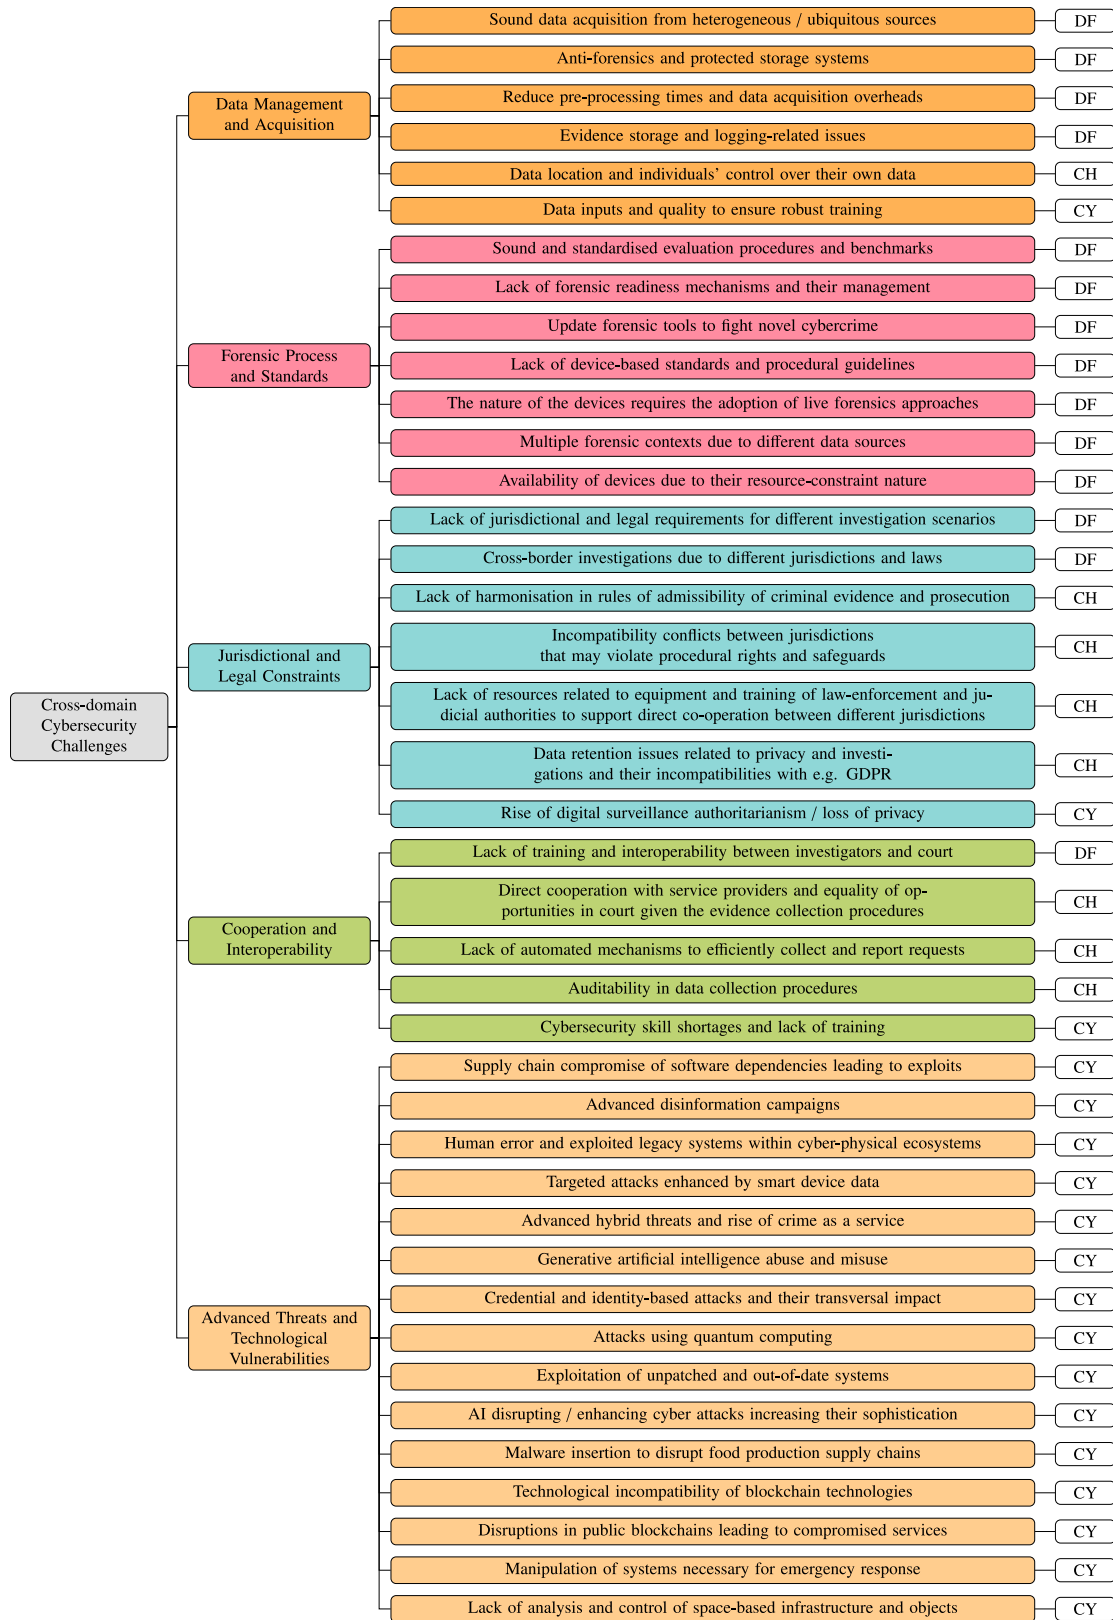 Cross-domain
Cybersecurity
Challenges
Data Management
and Acquisition
Sound data acquisition from heterogeneous / ubiquitous sources
DF
Anti-forensics and protected storage systems
DF
Reduce pre-processing times and data acquisition overheads
DF
Evidence storage and logging-related issues
DF
Data location and individuals' control over their own data
CH
Data inputs and quality to ensure robust training
CY
Forensic Process
and Standards
Sound and standardised evaluation procedures and benchmarks
DF
Lack of forensic readiness mechanisms and their management
DF
Update forensic tools to fight novel cybercrime
DF
Lack of device-based standards and procedural guidelines
DF
The nature of the devices requires the adoption of live forensics approaches
DF
Multiple forensic contexts due to different data sources
DF
Availability of devices due to their resource-constraint nature
DF
Jurisdictional and
Legal Constraints
Lack of jurisdictional and legal requirements for different investigation scenarios
DF
Cross-border investigations due to different jurisdictions and laws
DF
Lack of harmonisation in rules of admissibility of criminal evidence and prosecution
CH
Incompatibility conflicts between jurisdictions
that may violate procedural rights and safeguards
CH
Lack of resources related to equipment and training of law-enforcement and ju-
dicial authorities to support direct co-operation between different jurisdictions
CH
Data retention issues related to privacy and investi-
gations and their incompatibilities with e.g. GDPR
CH
Rise of digital surveillance authoritarianism / loss of privacy
CY
Cooperation and
Interoperability
Lack of training and interoperability between investigators and court
DF
Direct cooperation with service providers and equality of op-
portunities in court given the evidence collection procedures
CH
Lack of automated mechanisms to efficiently collect and report requests
CH
Auditability in data collection procedures
CH
Cybersecurity skill shortages and lack of training
CY
Advanced Threats and
Technological
Vulnerabilities
Supply chain compromise of software dependencies leading to exploits
CY
Advanced disinformation campaigns
CY
Human error and exploited legacy systems within cyber-physical ecosystems
CY
Targeted attacks enhanced by smart device data
CY
Advanced hybrid threats and rise of crime as a service
CY
Generative artificial intelligence abuse and misuse
CY
Credential and identity-based attacks and their transversal impact
CY
Attacks using quantum computing
CY
Exploitation of unpatched and out-of-date systems
CY
AI disrupting / enhancing cyber attacks increasing their sophistication
CY
Malware insertion to disrupt food production supply chains
CY
Technological incompatibility of blockchain technologies
CY
Disruptions in public blockchains leading to compromised services
CY
Manipulation of systems necessary for emergency response
CY
Lack of analysis and control of space-based infrastructure and objects
CY